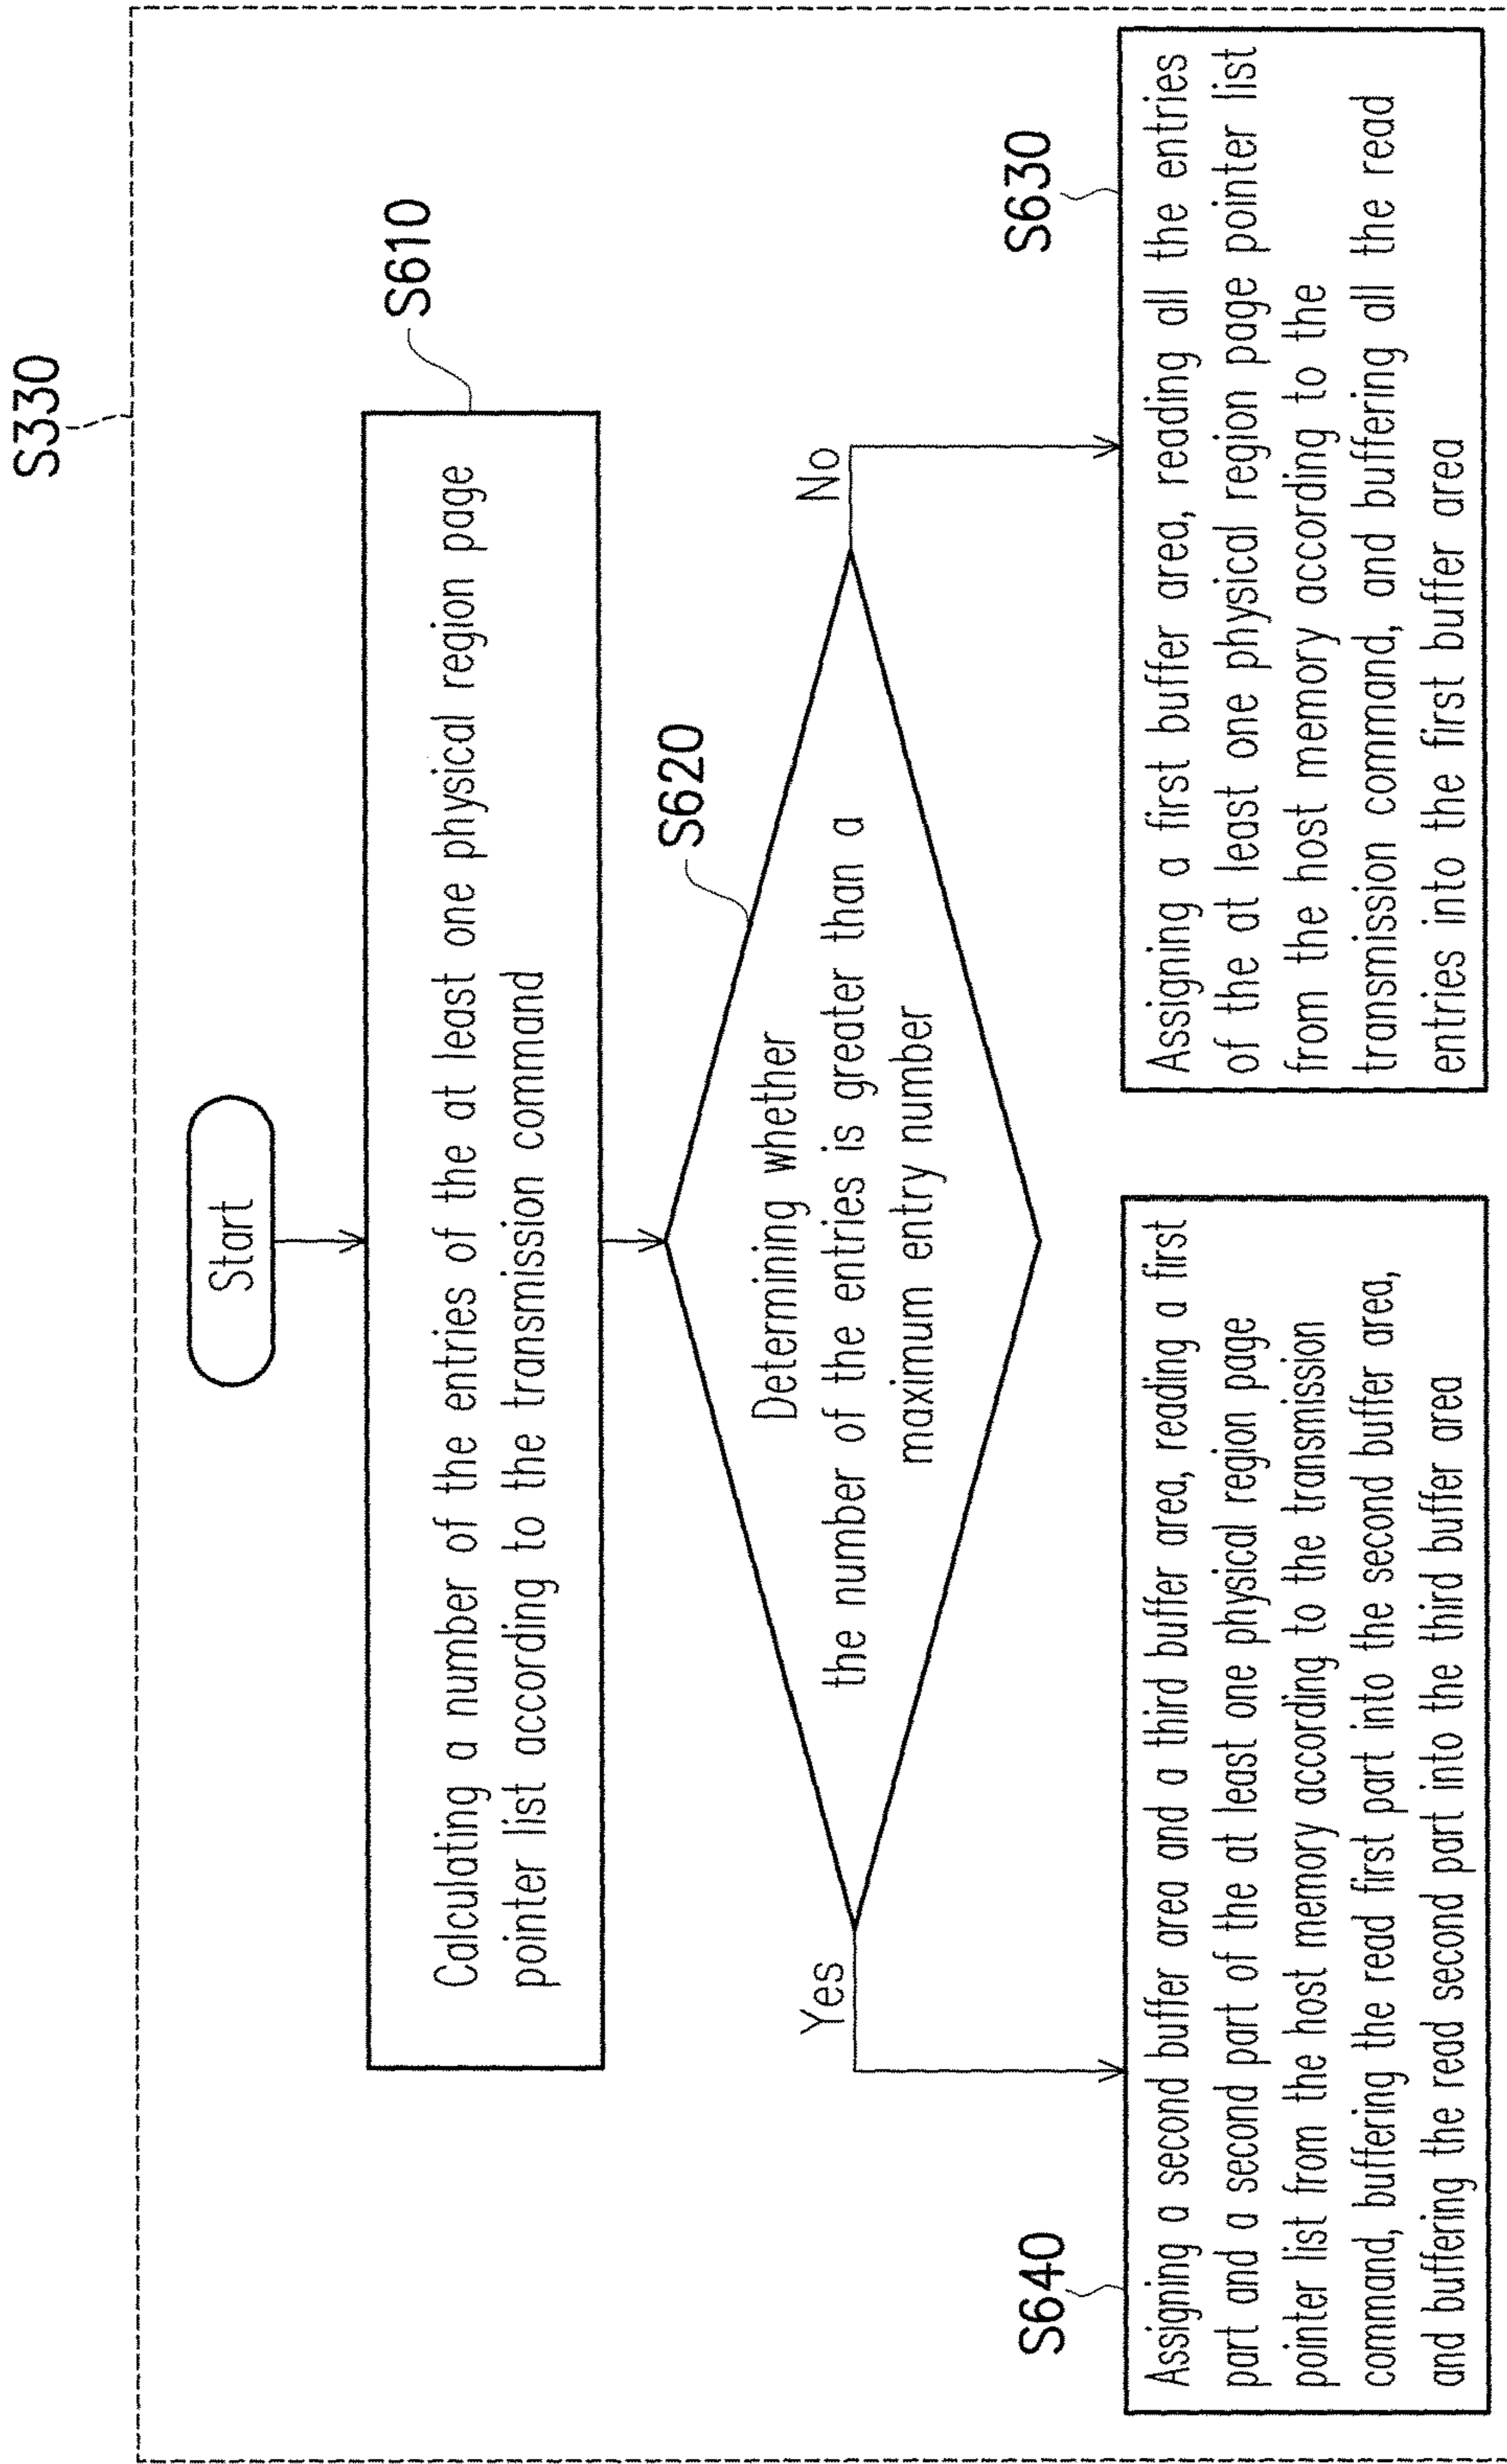 S330
Start
S610
Calculating a number of the entries of the at least one physical region page
pointer list according to the transmission command
S620
Determining whether
the number of the entries is greater than a
maximum entry number
Yes
No
S640
Assigning a second buffer area and a third buffer area, reading a first
part and a second part of the at least one physical region page
pointer list from the host memory according to the transmission
command, buffering the read first part into the second buffer area,
and buffering the read second part into the third buffer area
S630
Assigning a first buffer area, reading all the entries
of the at least one physical region page pointer list
from the host memory according to the
transmission command, and buffering all the read
entries into the first buffer area